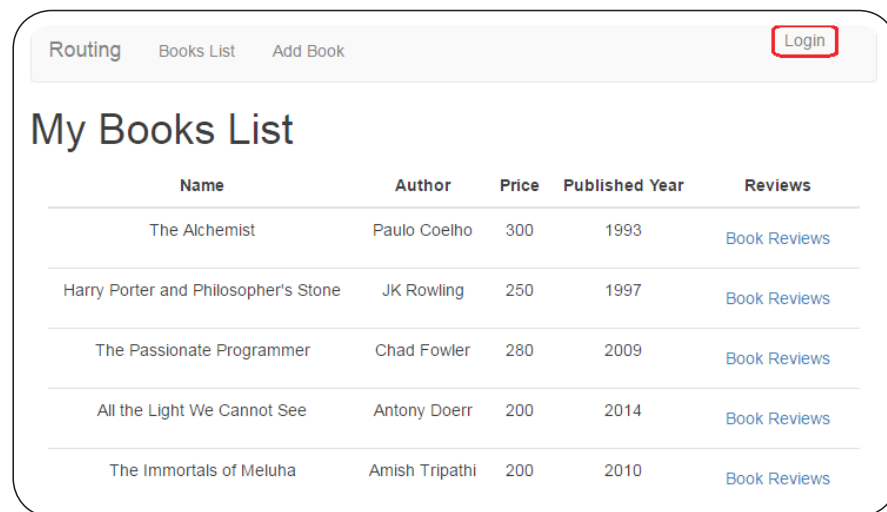 Routing Books List Add Book Login
My Books List
Name Author Price Published Year Reviews
The Alchemist Paulo Coelho 300 1993 Book Reviews
Harry Porter and Philosopher's Stone JK Rowling 250 1997 Book Reviews
The Passionate Programmer Chad Fowler 280 2009 Book Reviews
All the Light We Cannot See Antony Doerr 200 2014 Book Reviews
The Immortals of Meluha Amish Tripathi 200 2010 Book Reviews